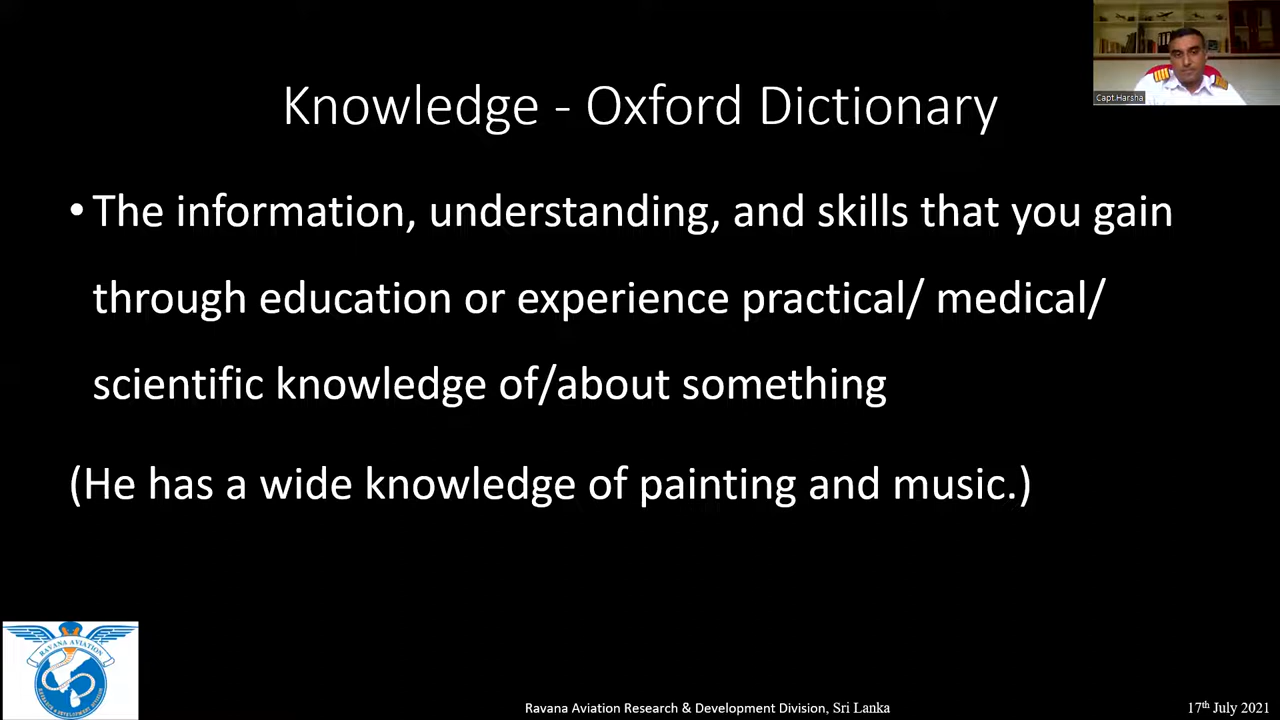 Capt.Harsha
Knowledge - Oxford Dictionary
• The information, understanding, and skills that you gain
through education or experience practical/ medical/
scientific knowledge of/about something
(He has a wide knowledge of painting and music.)
RAVANA AVIATION
Ravana Aviation Research & Development Division, Sri Lanka
17th July 2021